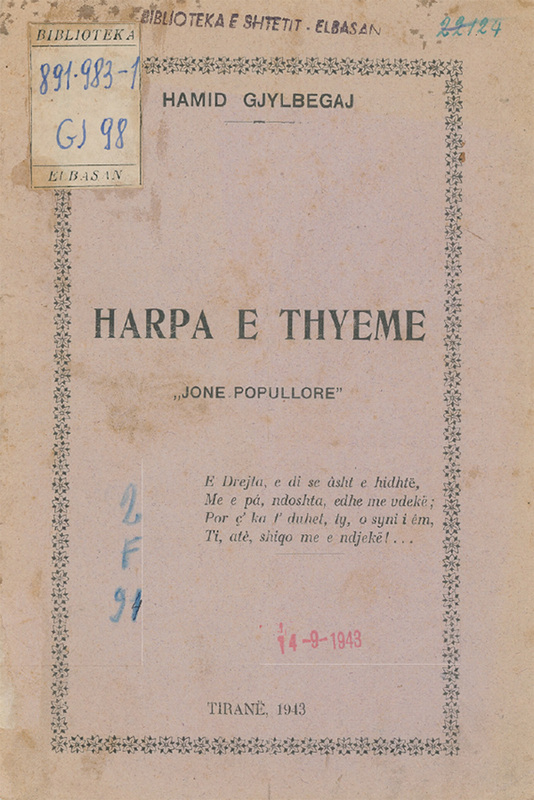 BIBLIOTEKA E SHTETIT - ELBASAN
22124
BIBLIOTEKA
891.983-1
GJ 98
ELBASAN
HAMID GJYLBEGAJ
HARPA E THYEME
„JONE POPULLORE”
E Drejta, e di se âsht e hidhtë,
Me e pá, ndoshta, edhe me vdekë;
Por ç' ka t' duhet, ty, o syni i êm,
Ti, atë, shiqo me e ndjekë!...
2
F
91
14-9-1943
TIRANË, 1943